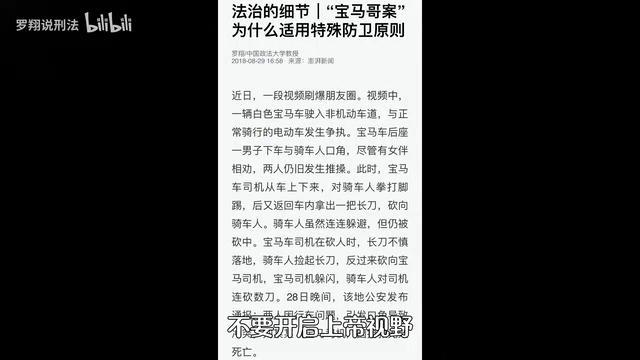 罗翔说刑法 bilibili
法治的细节｜“宝马哥案”
为什么适用特殊防卫原则
罗翔/中国政法大学教授
2018-08-29 16:58 来源：澎湃新闻
近日，一段视频刷爆朋友圈。视频中，
一辆白色宝马车驶入非机动车道，与正
常骑行的电动车发生争执。宝马车后座
一男子下车与骑车人口角，尽管有女伴
相劝，两人仍旧发生推搡。此时，宝马
车司机从车上下来，对骑车人拳打脚
踢，后又返回车内拿出一把长刀，砍向
骑车人。骑车人虽然连连躲避，但仍被
砍中。宝马车司机在砍人时，长刀不慎
落地，骑车人捡起长刀，反过来砍向宝
马司机，宝马司机躲闪，骑车人对司机
连砍数刀。28日晚间，该地公安发布
不要开启上帝视野
死亡。